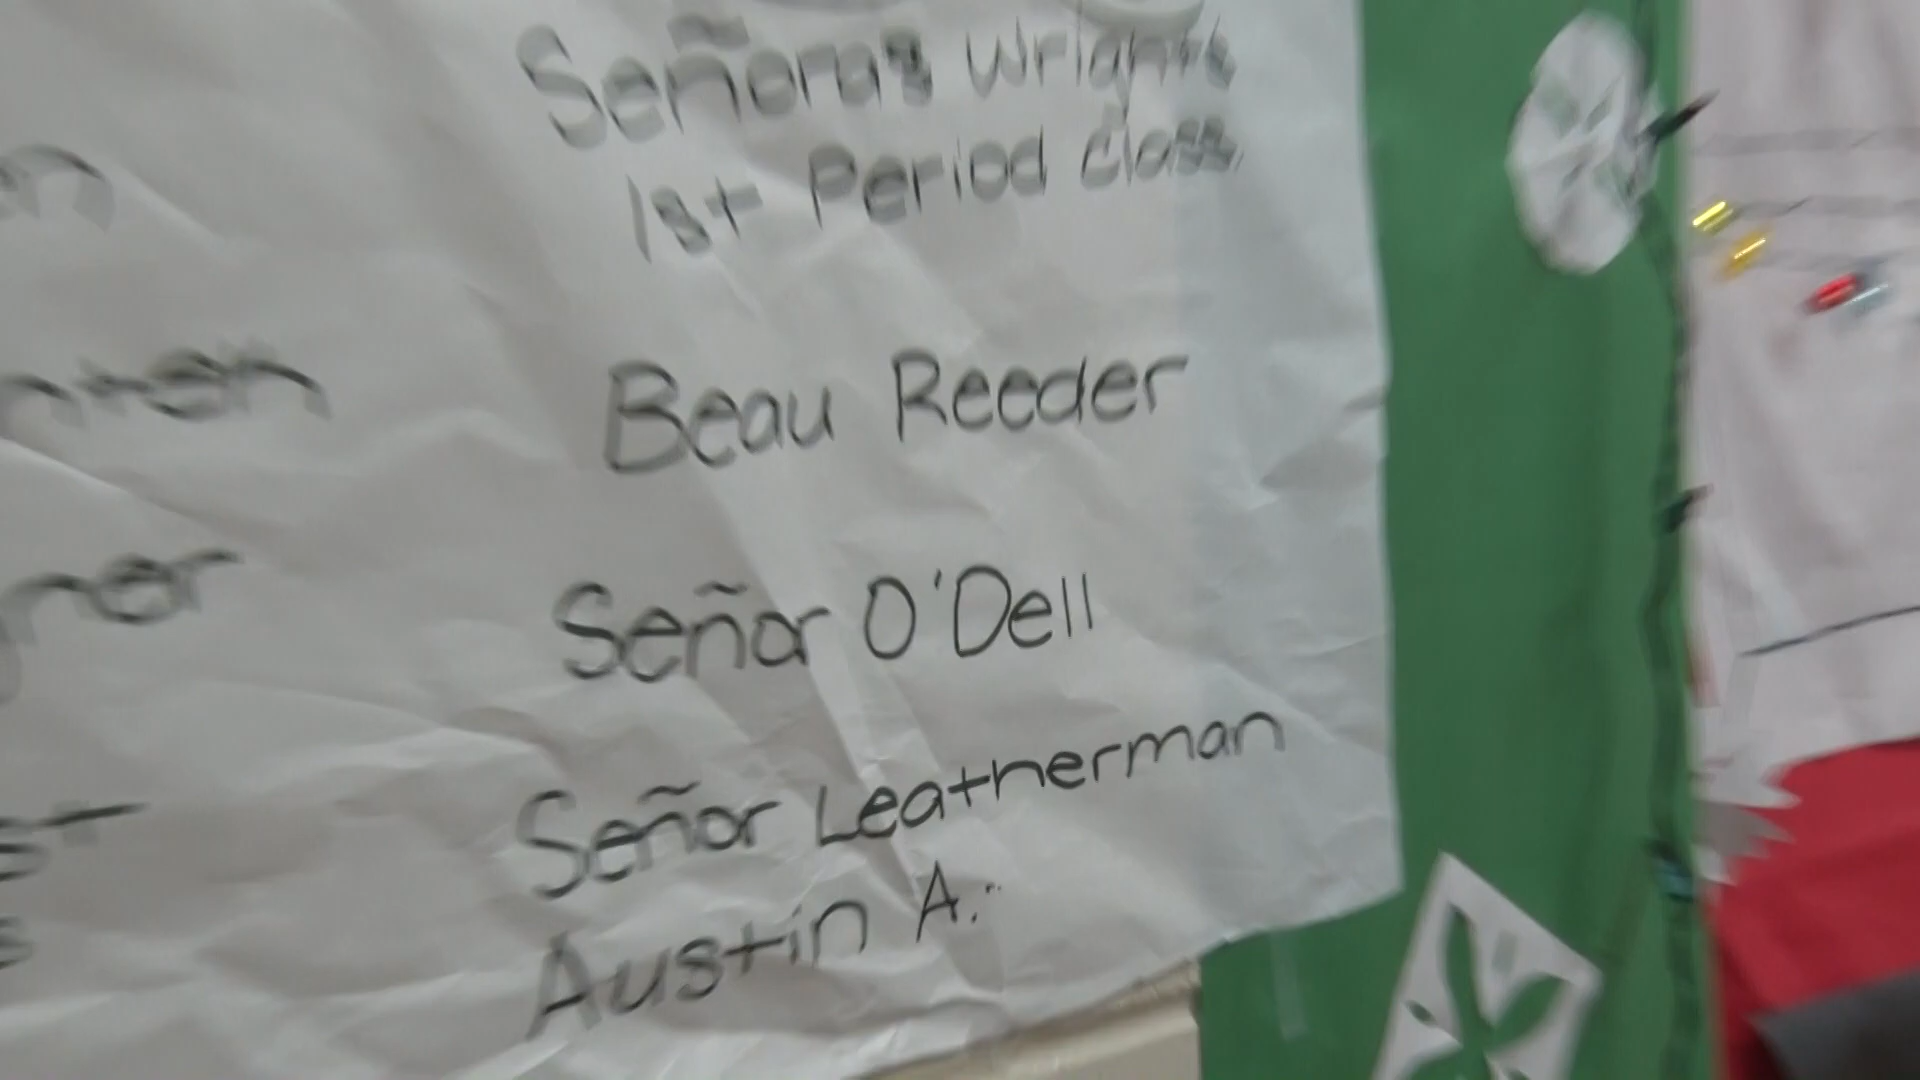 Señora's Wright's
1st Period Class
Beau Reeder
Señor O'Dell
Señor Leatherman
Austin A.